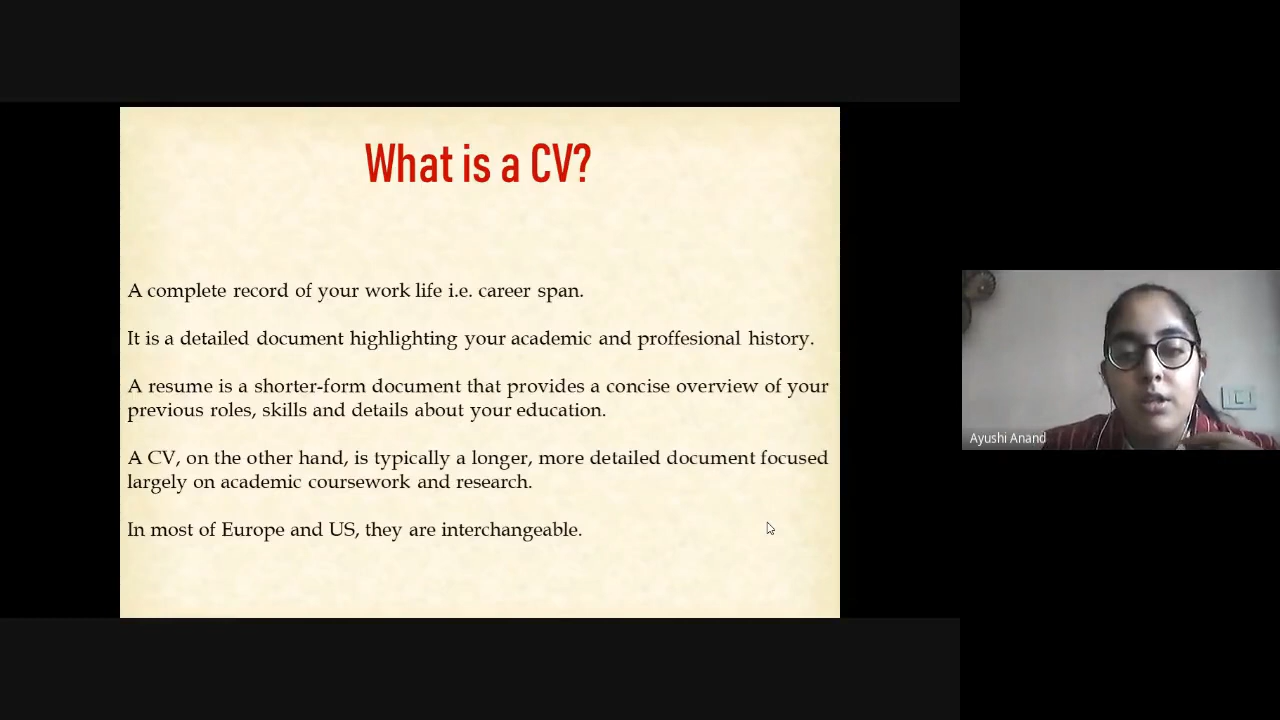 What is a CV?
A complete record of your work life i.e. career span.
It is a detailed document highlighting your academic and proffesional history.
A resume is a shorter-form document that provides a concise overview of your
previous roles, skills and details about your education.
A CV, on the other hand, is typically a longer, more detailed document focused
largely on academic coursework and research.
In most of Europe and US, they are interchangeable.
Ayushi Anand